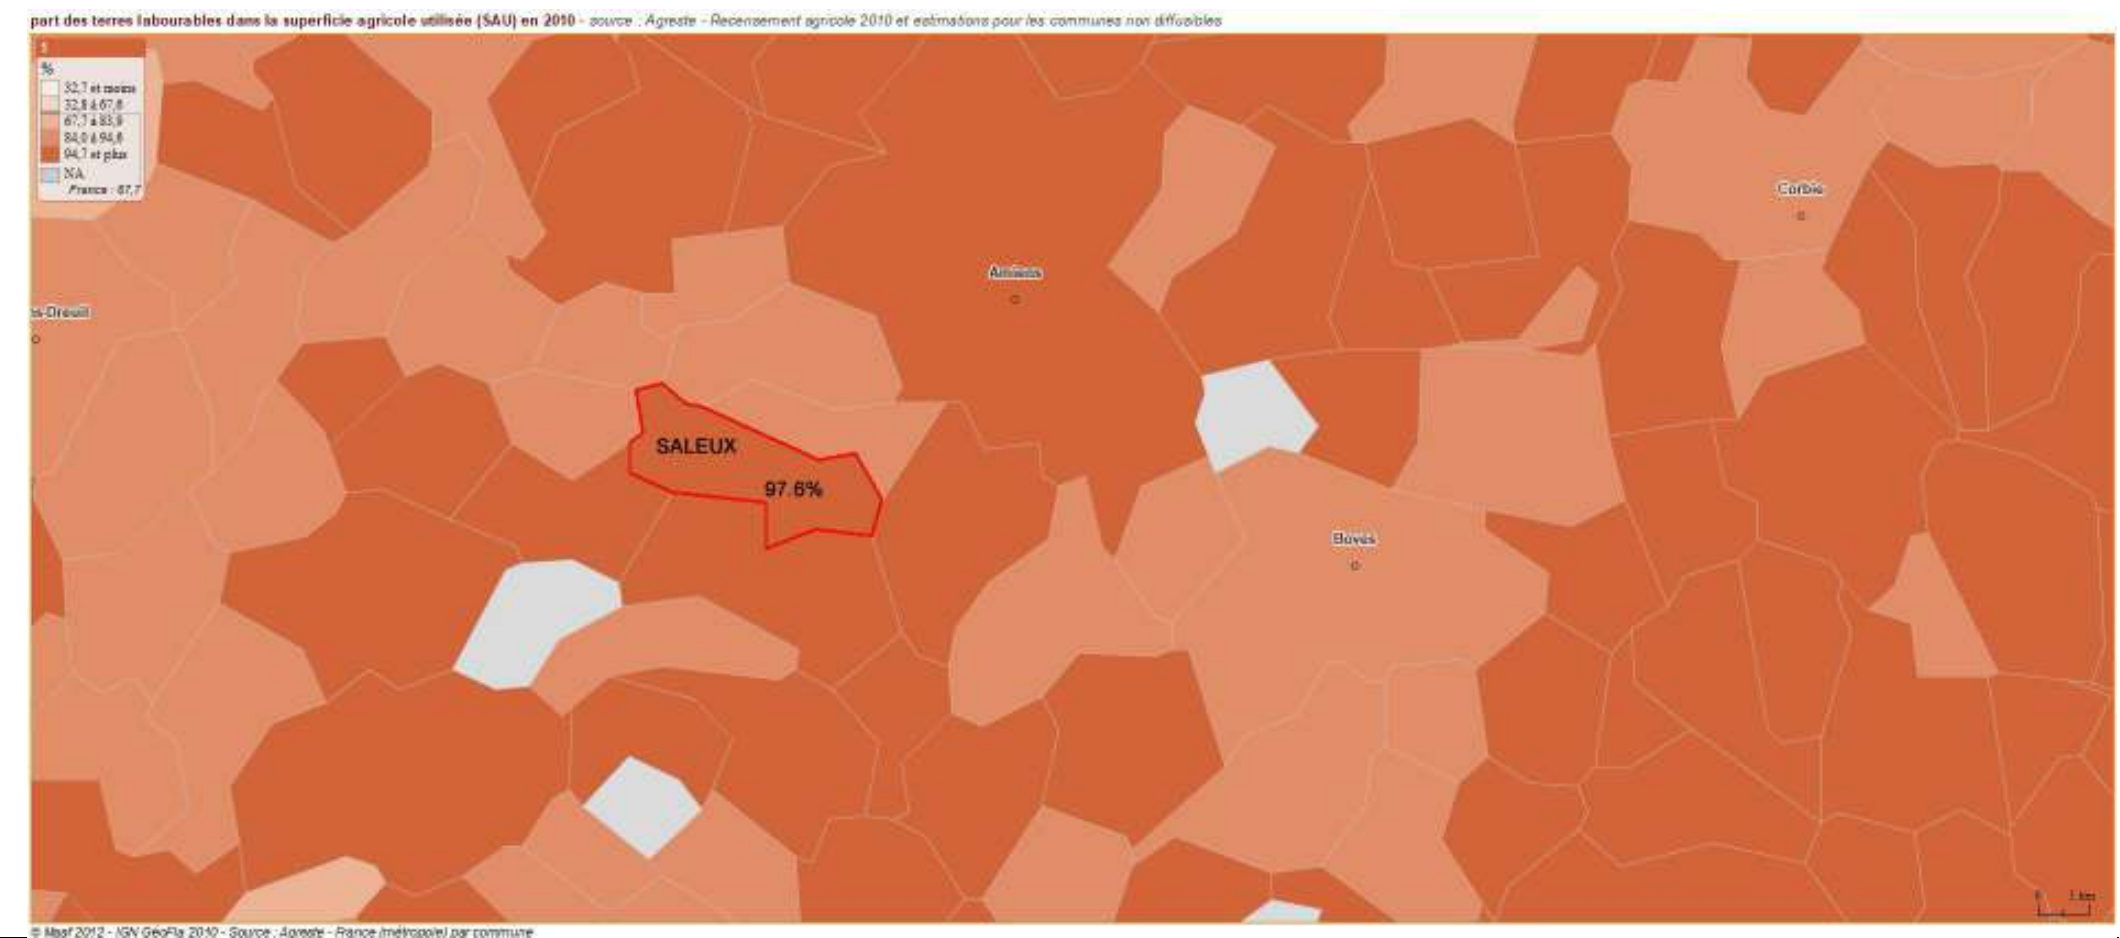 part des terres labourables dans la superficie agricole utilisée (SAU) en 2010 - source : Agreste - Recensement agricole 2010 et estimations pour les communes non diffusibles
%
32,7 et moins
32,8 à 67,6
67,7 à 83,9
84,0 à 94,6
94,7 et plus
NA
France : 67,7
Corbie
Amiens
is-Dreuil
SALEUX
97.6%
Boves
0 1 km
© Maaf 2012 - IGN GéoFla 2010 - Source : Agreste - France (métropole) par commune